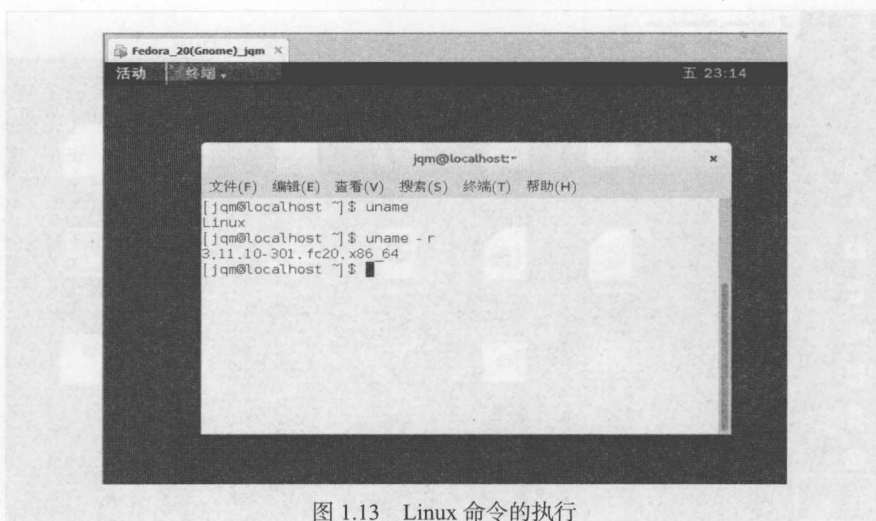 Fedora_20(Gnome)_jqm ×
活动 终端 五 23:14
jqm@localhost:~ ×
文件(F) 编辑(E) 查看(V) 搜索(S) 终端(T) 帮助(H)
[jqm@localhost ~]$ uname
Linux
[jqm@localhost ~]$ uname -r
3.11.10-301.fc20.x86_64
[jqm@localhost ~]$
图 1.13 Linux 命令的执行